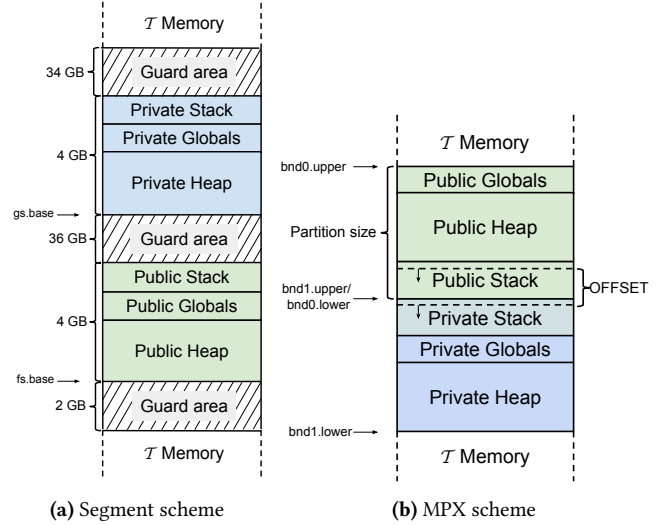 𝒯 Memory
34 GB
Guard area
Private Stack
Private Globals
4 GB
Private Heap
gs.base
36 GB
Guard area
Public Stack
Public Globals
4 GB
Public Heap
fs.base
2 GB
Guard area
𝒯 Memory
(a) Segment scheme
𝒯 Memory
bnd0.upper
Public Globals
Public Heap
Partition size
Public Stack
OFFSET
bnd1.upper/
bnd0.lower
Private Stack
Private Globals
Private Heap
bnd1.lower
𝒯 Memory
(b) MPX scheme